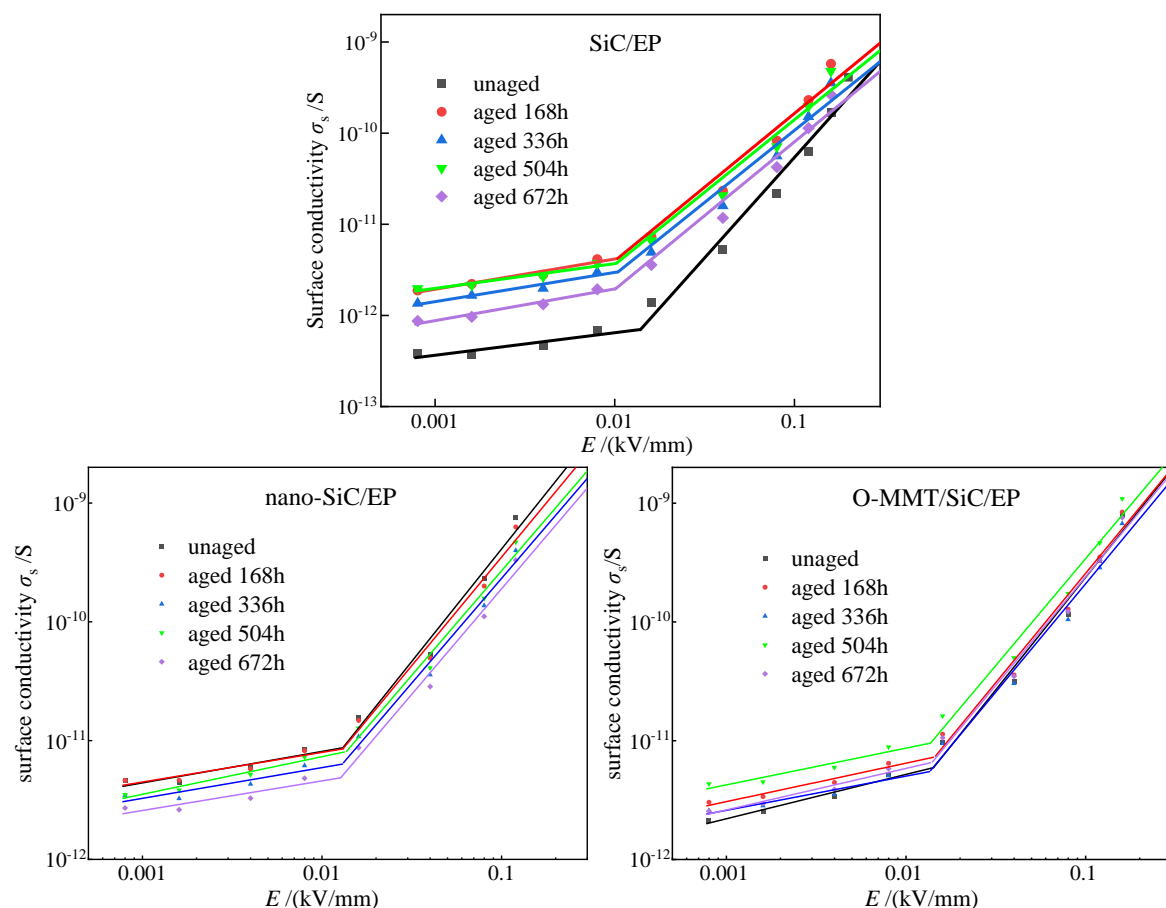 SiC/EP
Surface conductivity σs /S
10-9
10-10
10-11
10-12
10-13
unaged
aged 168h
aged 336h
aged 504h
aged 672h
0.001
0.01
0.1
E /(kV/mm)
nano-SiC/EP
surface conductivity σs /S
10-9
10-10
10-11
10-12
unaged
aged 168h
aged 336h
aged 504h
aged 672h
0.001
0.01
0.1
E /(kV/mm)
O-MMT/SiC/EP
surface conductivity σs/S
10-9
10-10
10-11
10-12
unaged
aged 168h
aged 336h
aged 504h
aged 672h
0.001
0.01
0.1
E /(kV/mm)